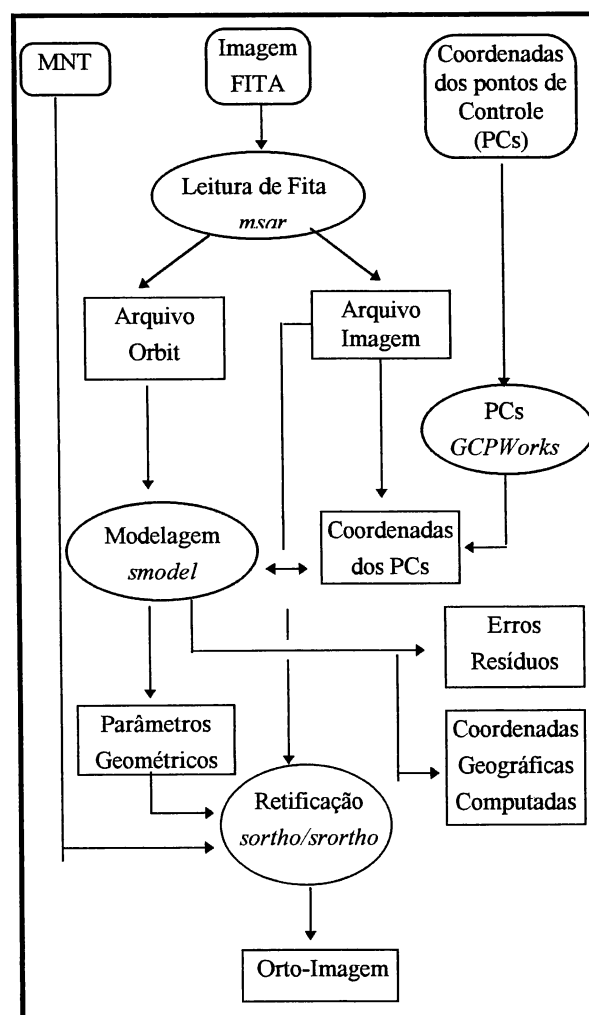 MNT
Imagem
FITA
Coordenadas
dos pontos de
Controle
(PCs)
Leitura de Fita
msar
Arquivo
Orbit
Arquivo
Imagem
PCs
GCPWorks
Modelagem
smodel
Coordenadas
dos PCs
Erros
Resíduos
Parâmetros
Geométricos
Coordenadas
Geográficas
Computadas
Retificação
sortho/srortho
Orto-Imagem